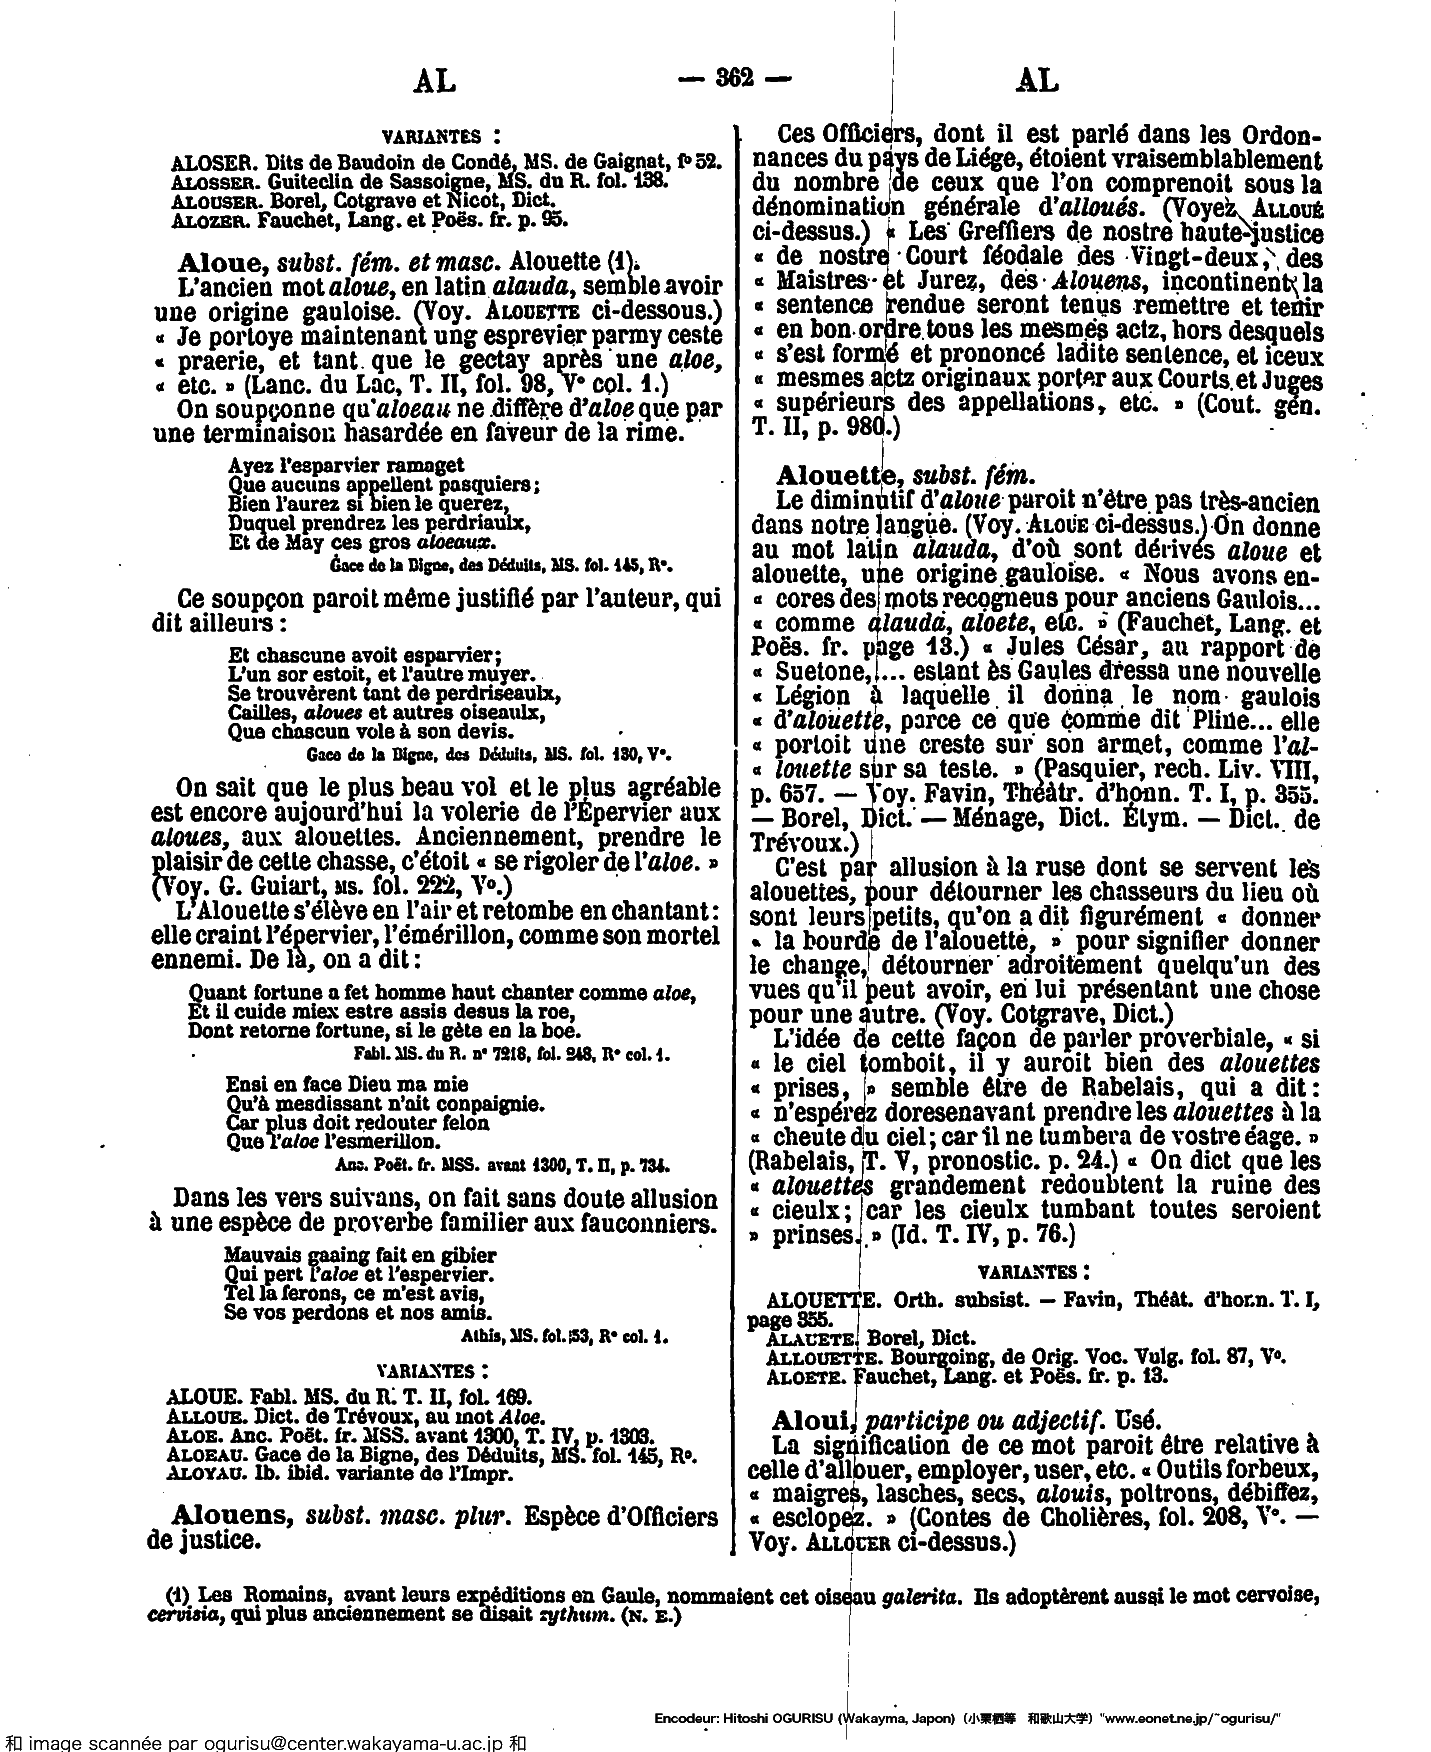 AL
— 362 —
AL
VARIANTES :
ALOSER. Dits de Baudoin de Condé, MS. de Gaignat, f° 52.
ALOSSER. Guiteclin de Sassoigne, MS. du R. fol. 138.
ALOUSER. Borel, Cotgrave et Nicot, Dict.
ALOZER. Fauchet, Lang. et Poës. fr. p. 95.
Aloue, subst. fém. et masc. Alouette (1).
L'ancien mot aloue, en latin alauda, semble avoir
une origine gauloise. (Voy. ALOUETTE ci-dessous.)
« Je portoye maintenant ung esprevier parmy ceste
« praerie, et tant que le gectay après une aloe,
« etc. » (Lanc. du Lac, T. II, fol. 98, V° col. 1.)
On soupçonne qu'aloeau ne diffère d'aloe que par
une terminaison hasardée en faveur de la rime.
Ayez l'esparvier ramaget
Que aucuns appellent pasquiers ;
Bien l'aurez si bien le querez,
Duquel prendrez les perdriaulx,
Et de May ces gros aloeaux.
Gace de la Bigne, des Déduits, MS. fol. 145, R°.
Ce soupçon paroit même justifié par l'auteur, qui
dit ailleurs :
Et chascune avoit esparvier ;
L'un sor estoit, et l'autre muyer.
Se trouvèrent tant de perdriseaulx,
Cailles, aloues et autres oiseaulx,
Que chascun vole à son devis.
Gace de la Bigne, des Déduits, MS. fol. 130, V°.
On sait que le plus beau vol et le plus agréable
est encore aujourd'hui la volerie de l'Épervier aux
aloues, aux alouettes. Anciennement, prendre le
plaisir de cette chasse, c'étoit « se rigoler de l'aloe. »
(Voy. G. Guiart, MS. fol. 222, V°.)
L'Alouette s'élève en l'air et retombe en chantant :
elle craint l'épervier, l'émérillon, comme son mortel
ennemi. De là, on a dit :
Quant fortune a fet homme haut chanter comme aloe,
Et il cuide miex estre assis desus la roe,
Dont retorne fortune, si le gète en la boe.
Fabl. MS. du R. n° 7218, fol. 248, R° col. 1.
Ensi en face Dieu ma mie
Qu'à mesdissant n'ait conpaignie.
Car plus doit redouter felon
Que l'aloe l'esmerillon.
Anc. Poët. fr. MSS. avant 1300, T. II, p. 734.
Dans les vers suivans, on fait sans doute allusion
à une espèce de proverbe familier aux fauconniers.
Mauvais gaaing fait en gibier
Qui pert l'aloe et l'espervier.
Tel la ferons, ce m'est avis,
Se vos perdons et nos amis.
Athis, MS. fol. 53, R° col. 1.
VARIANTES :
ALOUE. Fabl. MS. du R. T. II, fol. 169.
ALLOUE. Dict. de Trévoux, au mot Aloe.
ALOE. Anc. Poët. fr. MSS. avant 1300, T. IV, p. 1303.
ALOEAU. Gace de la Bigne, des Déduits, MS. fol. 145, R°.
ALOYAU. Ib. ibid. variante de l'Impr.
Alouens, subst. masc. plur. Espèce d'Officiers
de justice.
Ces Officiers, dont il est parlé dans les Ordon-
nances du pays de Liége, étoient vraisemblablement
du nombre de ceux que l'on comprenoit sous la
dénomination générale d'alloués. (Voyez ALLOUÉ
ci-dessus.) « Les Greffiers de nostre haute-justice
« de nostre Court féodale des Vingt-deux, des
« Maistres et Jurez, des Alouens, incontinent la
« sentence rendue seront tenus remettre et tenir
« en bon ordre tous les mesmes actz, hors desquels
« s'est formé et prononcé ladite sentence, et iceux
« mesmes actz originaux porter aux Courts et Juges
« supérieurs des appellations, etc. » (Cout. gén.
T. II, p. 980.)
Alouette, subst. fém.
Le diminutif d'aloue paroit n'être pas très-ancien
dans notre langue. (Voy. ALOUE ci-dessus.) On donne
au mot latin alauda, d'où sont dérivés aloue et
alouette, une origine gauloise. « Nous avons en-
« cores des mots recogneus pour anciens Gaulois...
« comme alauda, aloete, etc. » (Fauchet, Lang. et
Poës. fr. page 13.) « Jules César, au rapport de
« Suetone,... estant ès Gaules dressa une nouvelle
« Légion à laquelle il donna le nom gaulois
« d'alouette, parce ce que comme dit Pline... elle
« portoit une creste sur son armet, comme l'al-
« louette sur sa teste. » (Pasquier, rech. Liv. VIII,
p. 657. — Voy. Favin, Théâtr. d'honn. T. I, p. 355.
— Borel, Dict. — Ménage, Dict. Étym. — Dict. de
Trévoux.)
C'est par allusion à la ruse dont se servent les
alouettes, pour détourner les chasseurs du lieu où
sont leurs petits, qu'on a dit figurément « donner
« la bourde de l'alouette, » pour signifier donner
le change, détourner adroitement quelqu'un des
vues qu'il peut avoir, en lui présentant une chose
pour une autre. (Voy. Cotgrave, Dict.)
L'idée de cette façon de parler proverbiale, « si
« le ciel tomboit, il y auroit bien des alouettes
« prises, » semble être de Rabelais, qui a dit :
« n'espérez doresenavant prendre les alouettes à la
« cheute du ciel ; car il ne tumbera de vostre éage. »
(Rabelais, T. V, pronostic. p. 24.) « On dict que les
« alouettes grandement redoubtent la ruine des
« cieulx ; car les cieulx tumbant toutes seroient
» prinses. » (Id. T. IV, p. 76.)
VARIANTES :
ALOUETTE. Orth. subsist. — Favin, Théât. d'honn. T. I,
page 355.
ALAUETE. Borel, Dict.
ALLOUETTE. Bourgoing, de Orig. Voc. Vulg. fol. 87, V°.
ALOETE. Fauchet, Lang. et Poës. fr. p. 13.
Aloui, participe ou adjectif. Usé.
La signification de ce mot paroit être relative à
celle d'allouer, employer, user, etc. « Outils forbeux,
« maigres, lasches, secs, alouis, poltrons, débiffez,
« esclopez. » (Contes de Cholières, fol. 208, V°. —
Voy. ALLOUER ci-dessus.)
(1) Les Romains, avant leurs expéditions en Gaule, nommaient cet oiseau galerita. Ils adoptèrent aussi le mot cervoise,
cervisia, qui plus anciennement se disait zythum. (N. E.)
Encodeur: Hitoshi OGURISU (Wakayma, Japon) (小栗栖等 和歌山大学) "www.eonet.ne.jp/~ogurisu/"
和 image scannée par ogurisu@center.wakayama-u.ac.jp 和